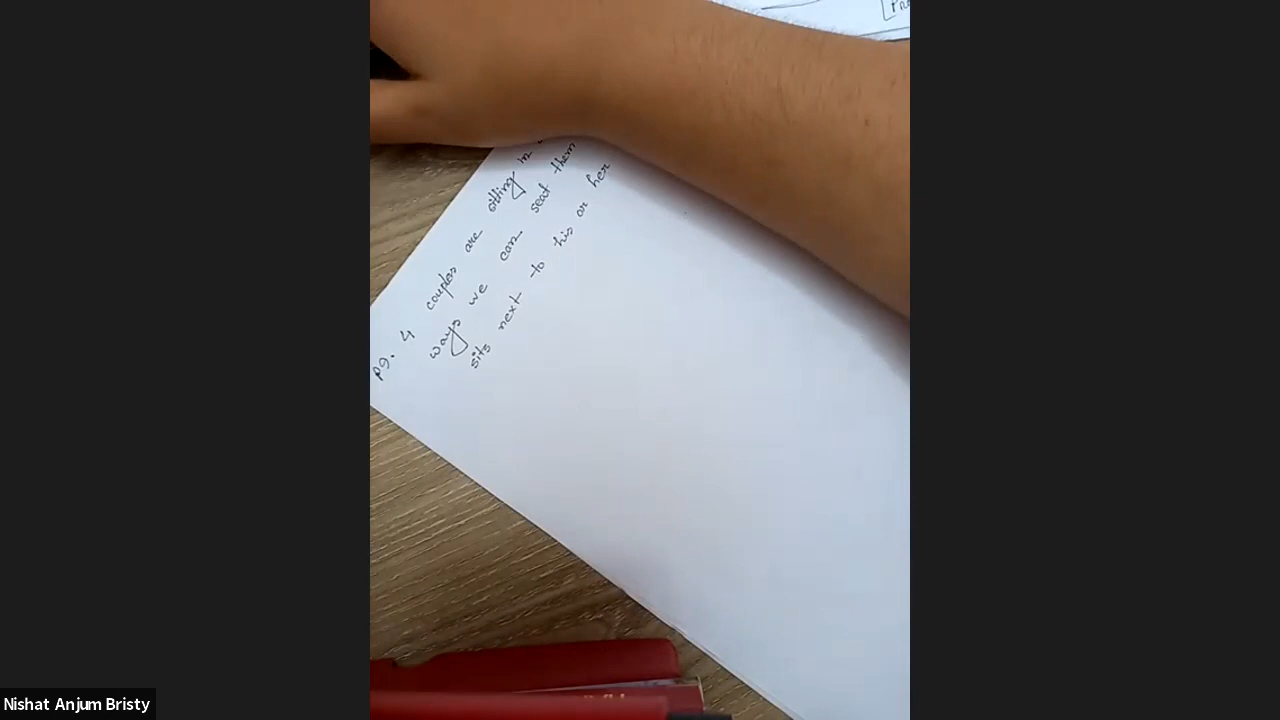 pg. 4 couples are sitting in
ways we can seat them
sits next to his or her
Nishat Anjum Bristy